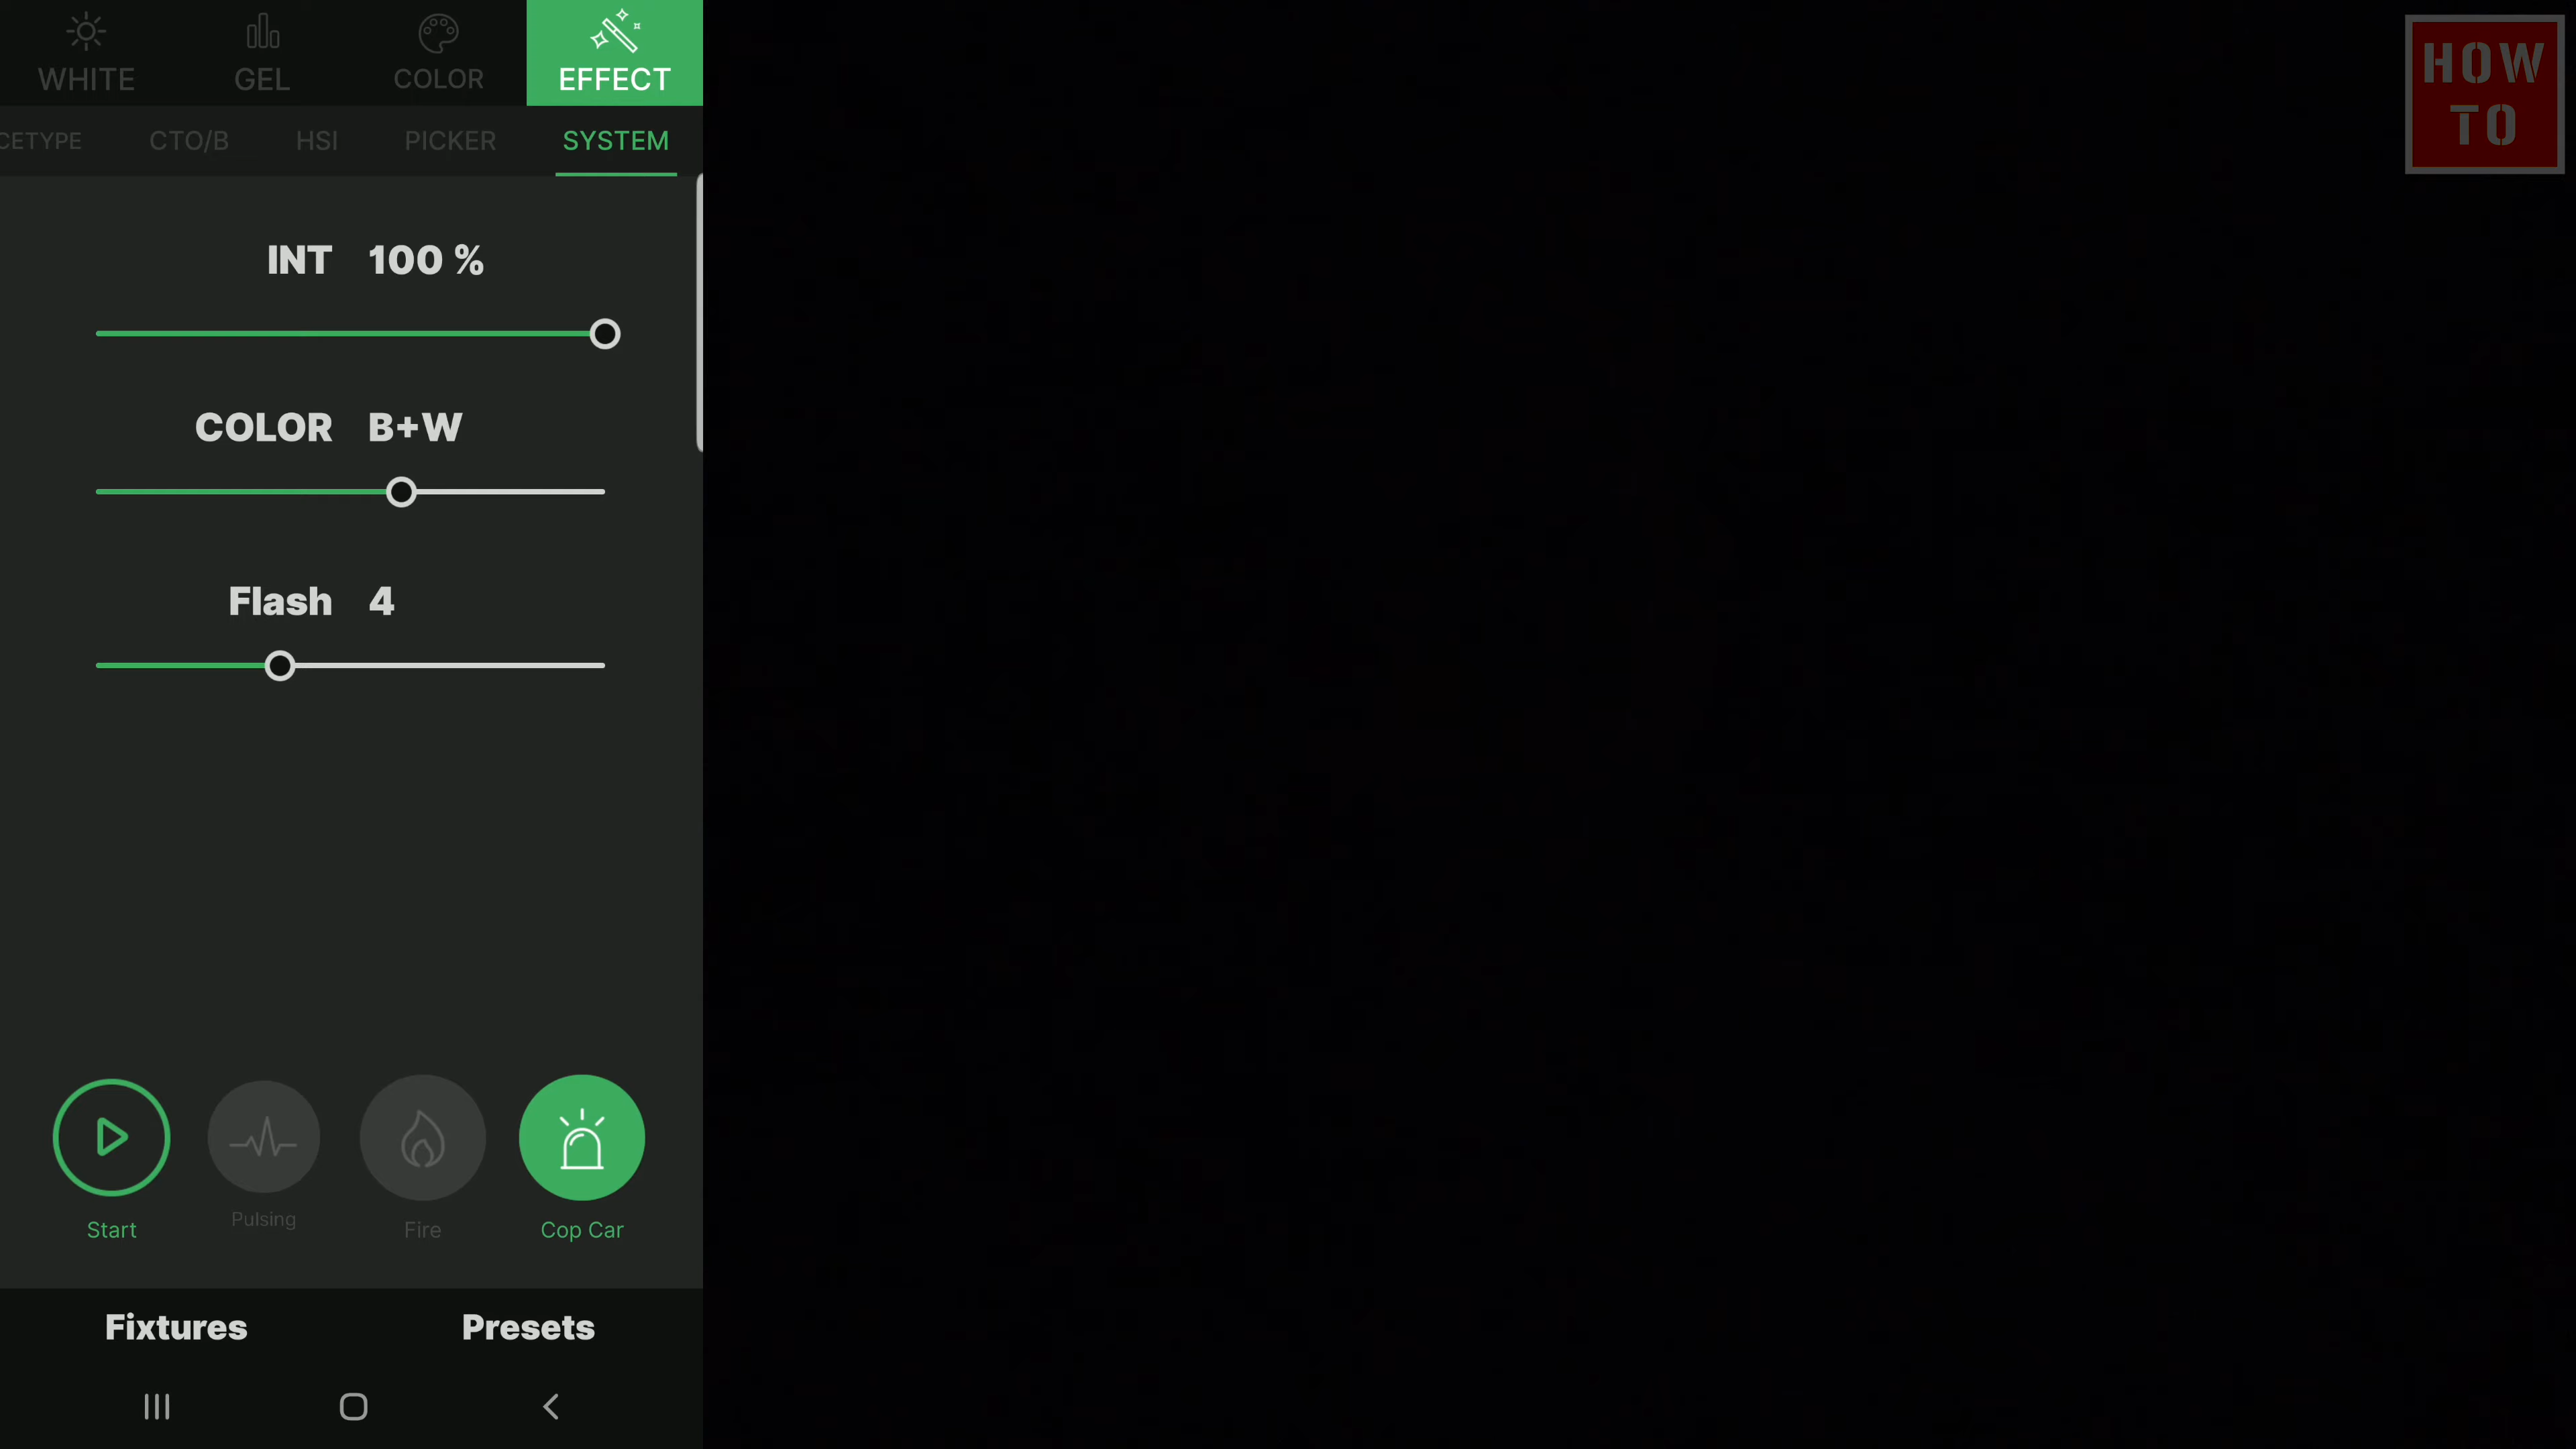 WHITE GEL COLOR EFFECT
CETYPE CTO/B HSI PICKER SYSTEM
INT 100 %
COLOR B+W
Flash 4
Start Pulsing Fire Cop Car
Fixtures Presets
HOW
TO